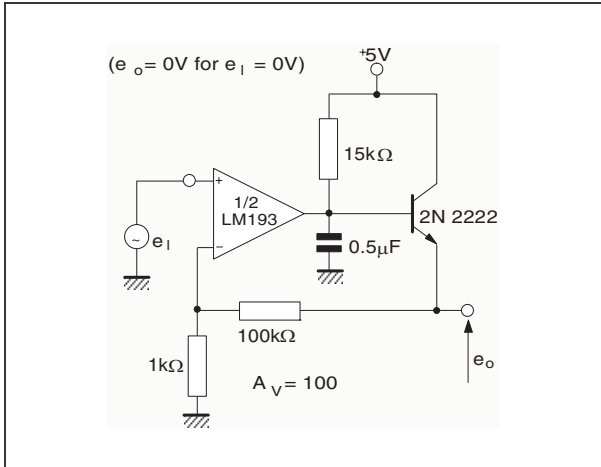 (e o = 0V for e I = 0V)
+5V
15kΩ
+
1/2
LM193
−
2N 2222
~
e I
0.5μF
100kΩ
1kΩ
A V = 100
e o